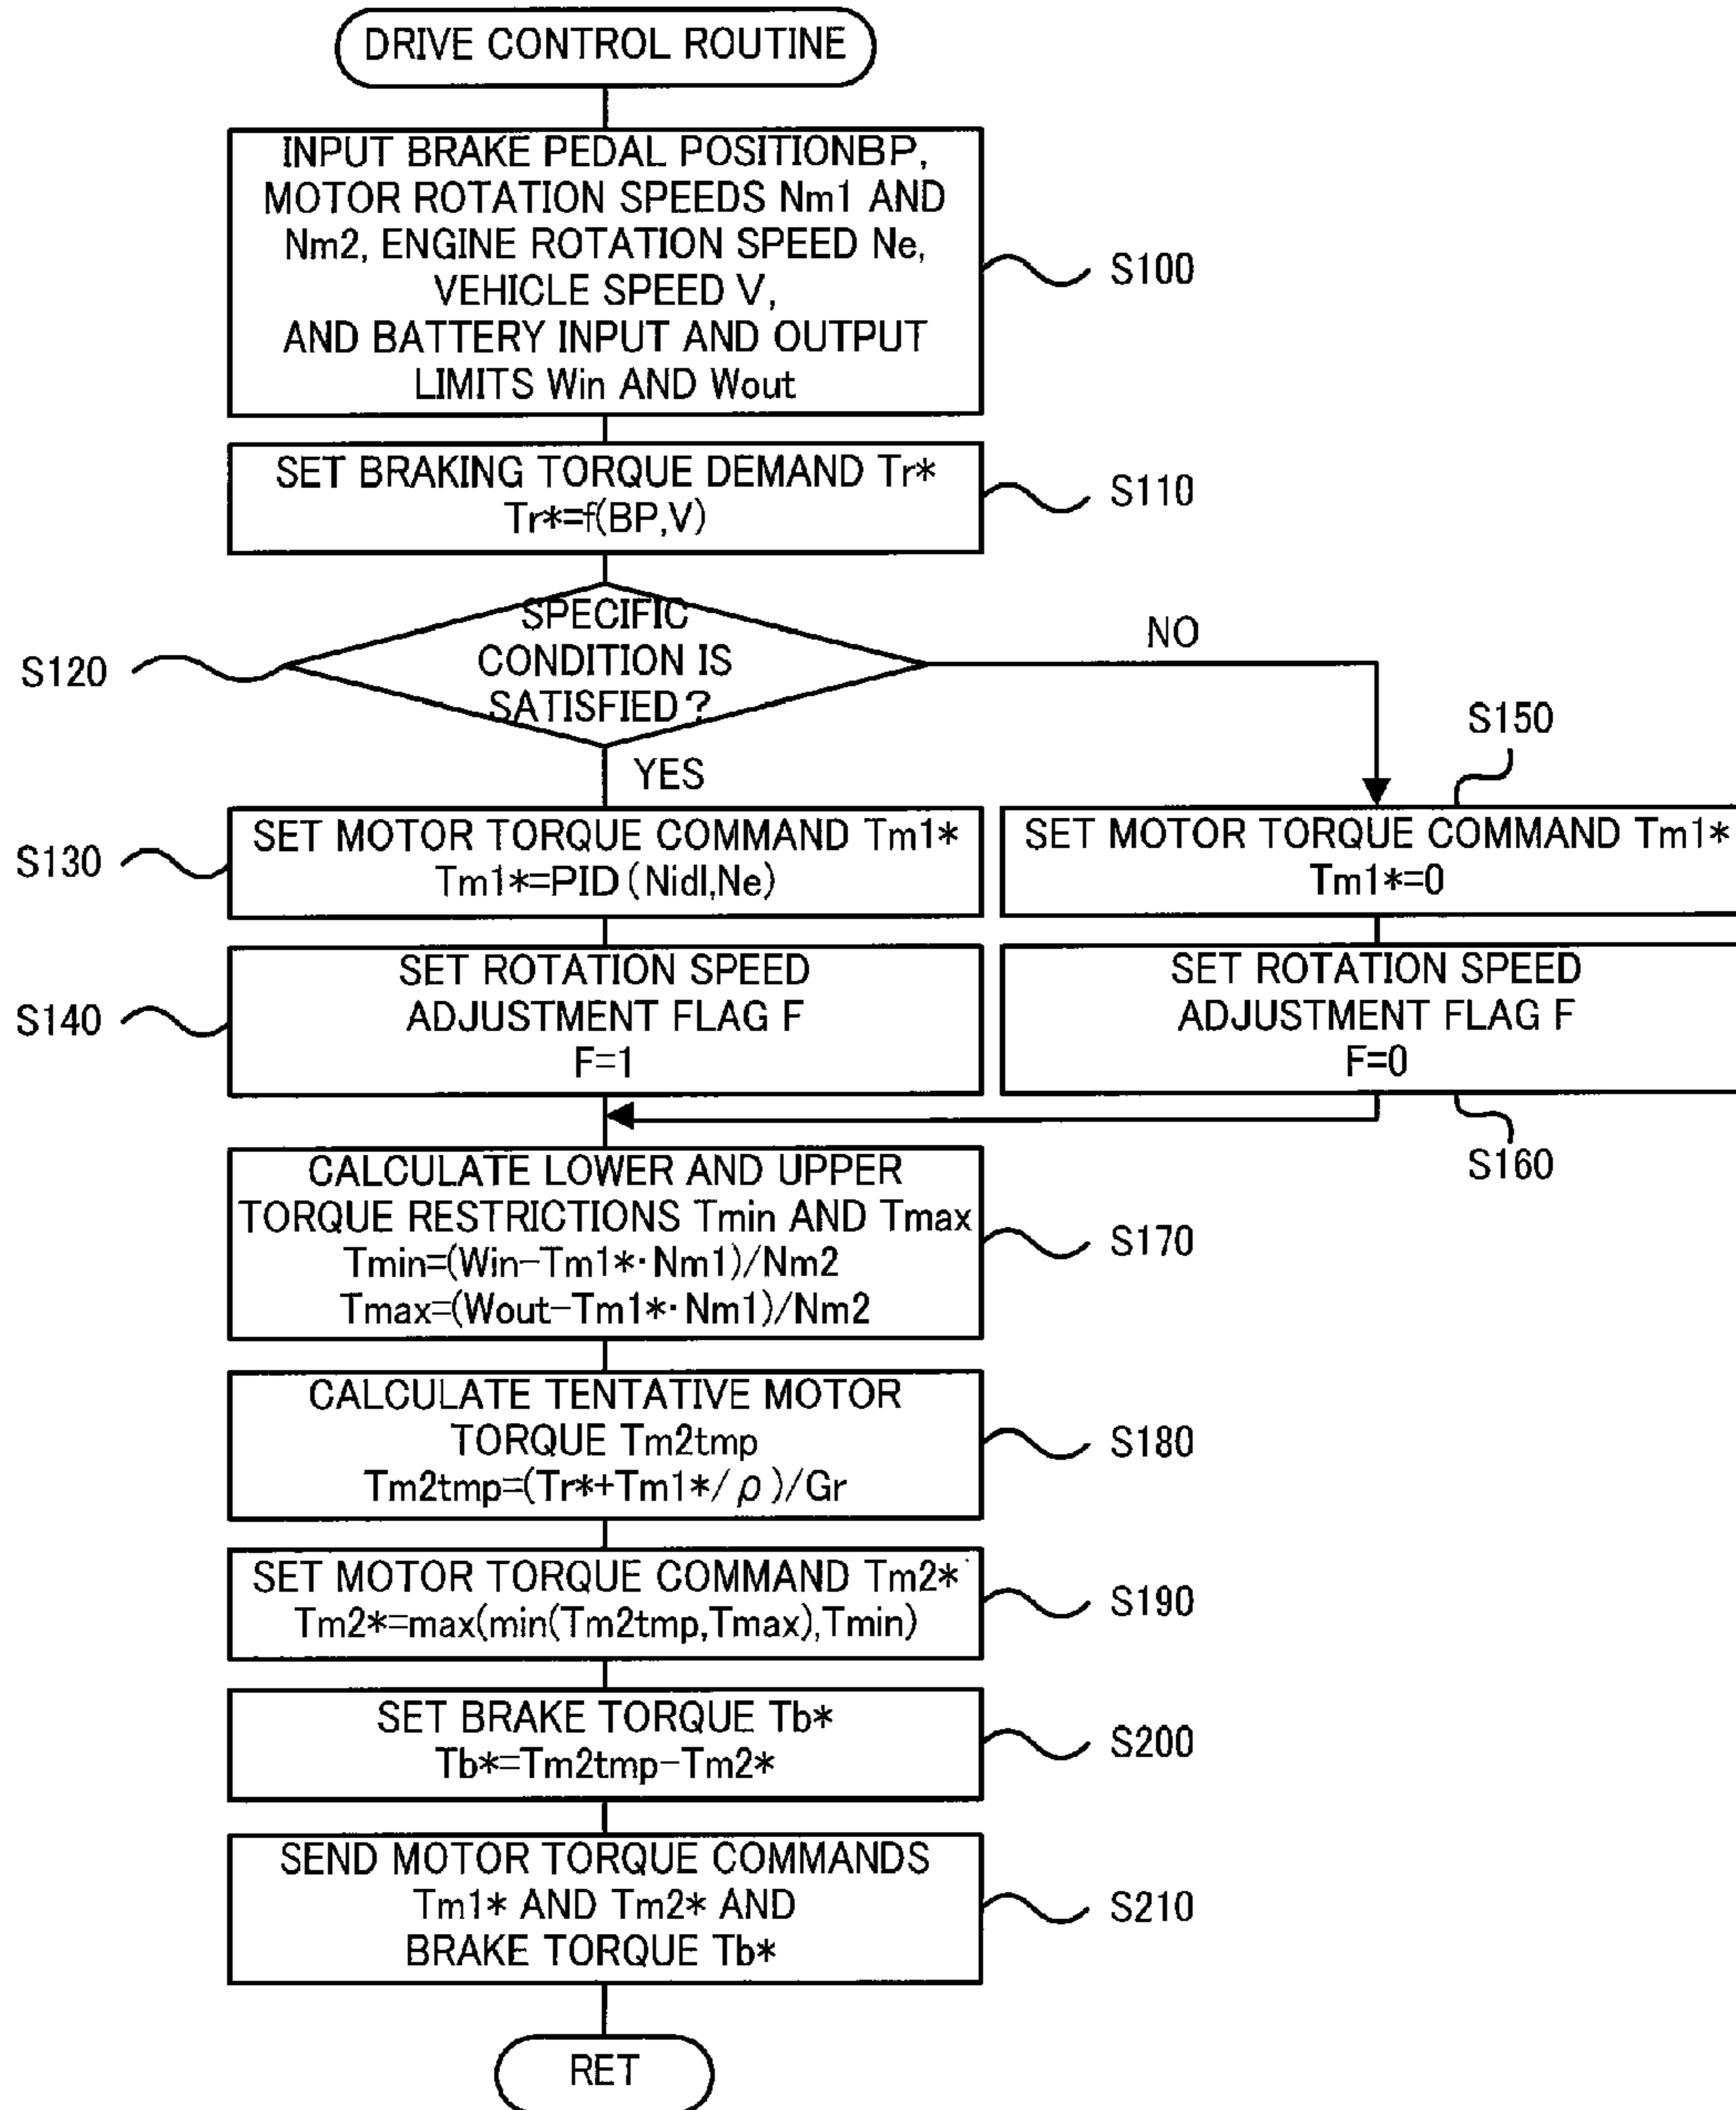 DRIVE CONTROL ROUTINE
INPUT BRAKE PEDAL POSITIONBP,
MOTOR ROTATION SPEEDS Nm1 AND
Nm2, ENGINE ROTATION SPEED Ne,
VEHICLE SPEED V,
AND BATTERY INPUT AND OUTPUT
LIMITS Win AND Wout
S100
SET BRAKING TORQUE DEMAND Tr*
Tr*=f(BP,V)
S110
SPECIFIC
CONDITION IS
SATISFIED?
S120
NO
YES
S150
SET MOTOR TORQUE COMMAND Tm1*
Tm1*=PID(Nidl,Ne)
S130
SET MOTOR TORQUE COMMAND Tm1*
Tm1*=0
SET ROTATION SPEED
ADJUSTMENT FLAG F
F=1
S140
SET ROTATION SPEED
ADJUSTMENT FLAG F
F=0
S160
CALCULATE LOWER AND UPPER
TORQUE RESTRICTIONS Tmin AND Tmax
Tmin=(Win-Tm1*·Nm1)/Nm2
Tmax=(Wout-Tm1*·Nm1)/Nm2
S170
CALCULATE TENTATIVE MOTOR
TORQUE Tm2tmp
Tm2tmp=(Tr*+Tm1*/ρ)/Gr
S180
SET MOTOR TORQUE COMMAND Tm2*
Tm2*=max(min(Tm2tmp,Tmax),Tmin)
S190
SET BRAKE TORQUE Tb*
Tb*=Tm2tmp-Tm2*
S200
SEND MOTOR TORQUE COMMANDS
Tm1* AND Tm2* AND
BRAKE TORQUE Tb*
S210
RET